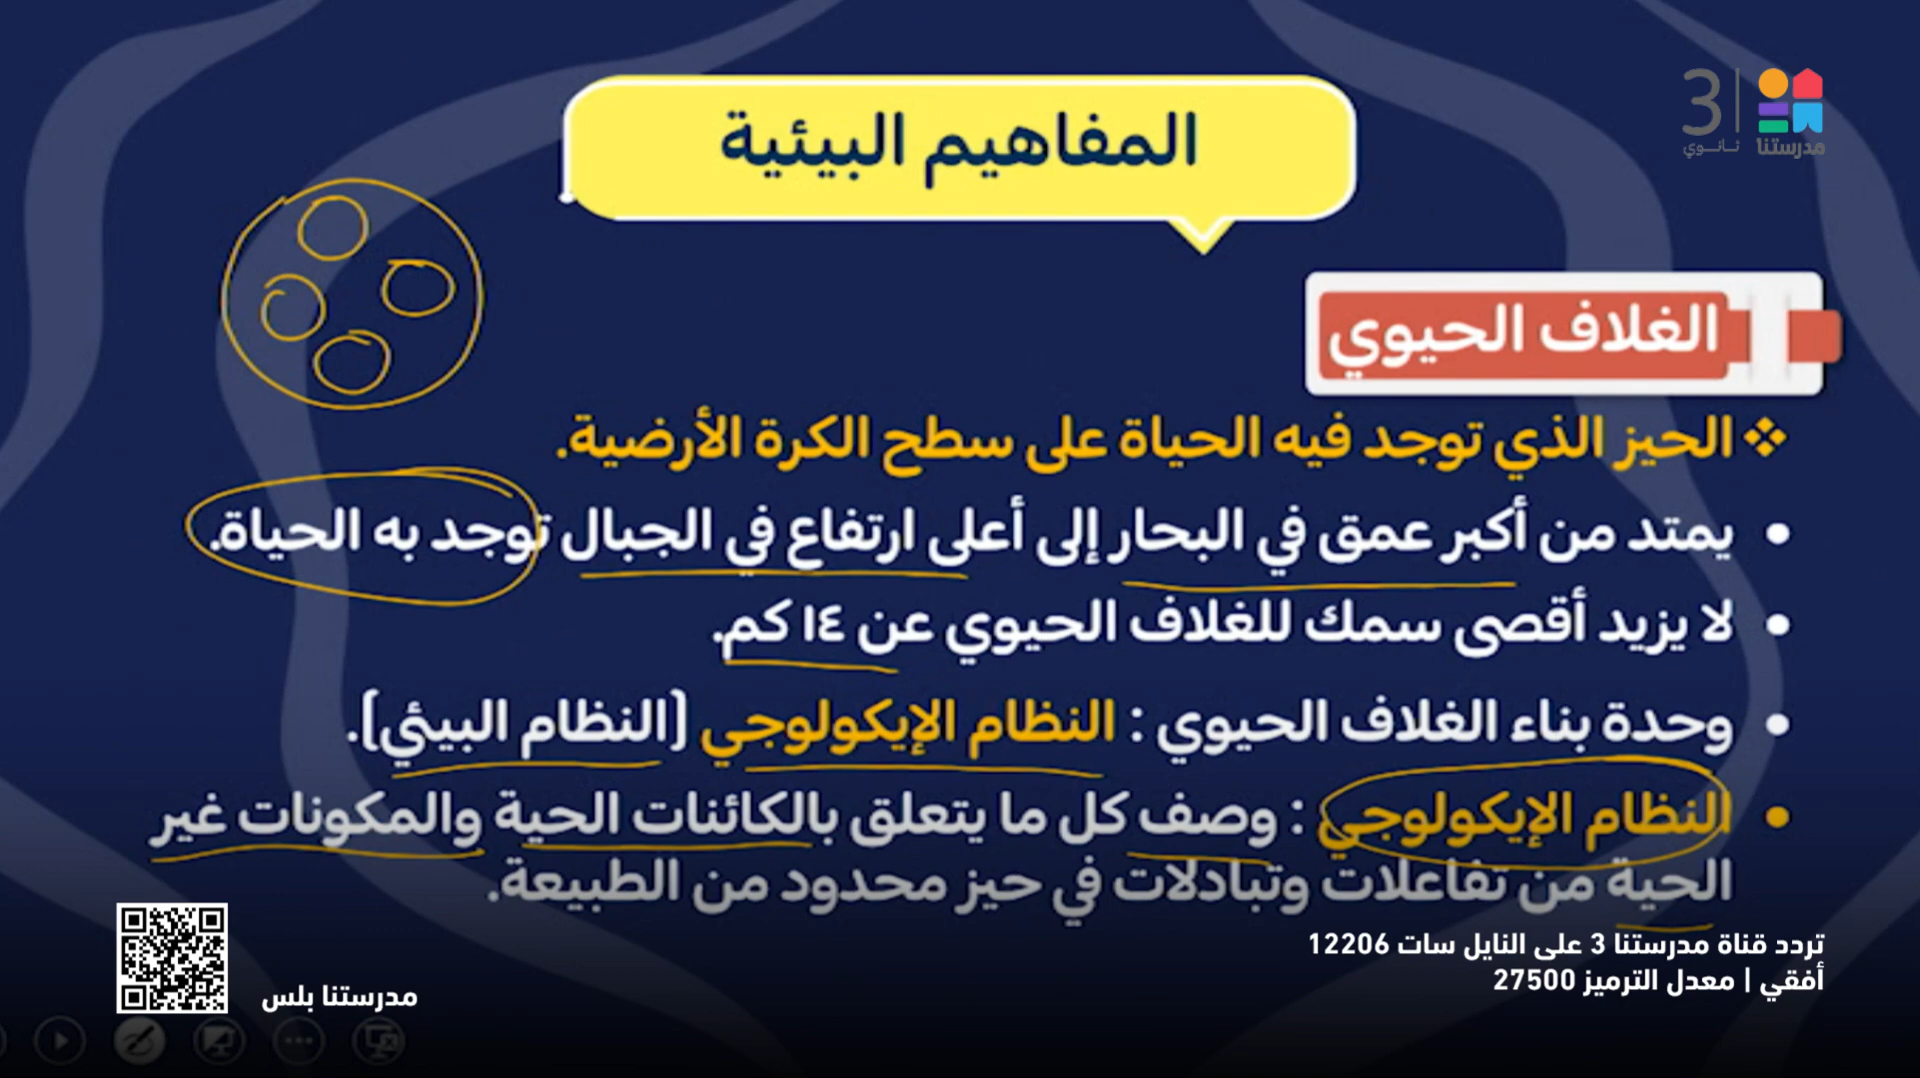 3
ثانوي
مدرستنا
المفاهيم البيئية
الغلاف الحيوي
❖ الحيز الذي توجد فيه الحياة على سطح الكرة الأرضية.
• يمتد من أكبر عمق في البحار إلى أعلى ارتفاع في الجبال توجد به الحياة.
• لا يزيد أقصى سمك للغلاف الحيوي عن ١٤ كم.
• وحدة بناء الغلاف الحيوي : النظام الإيكولوجي (النظام البيئي).
• النظام الإيكولوجي : وصف كل ما يتعلق بالكائنات الحية والمكونات غير
الحية من تفاعلات وتبادلات في حيز محدود من الطبيعة.
تردد قناة مدرستنا 3 على النايل سات 12206
أفقي | معدل الترميز 27500
مدرستنا بلس